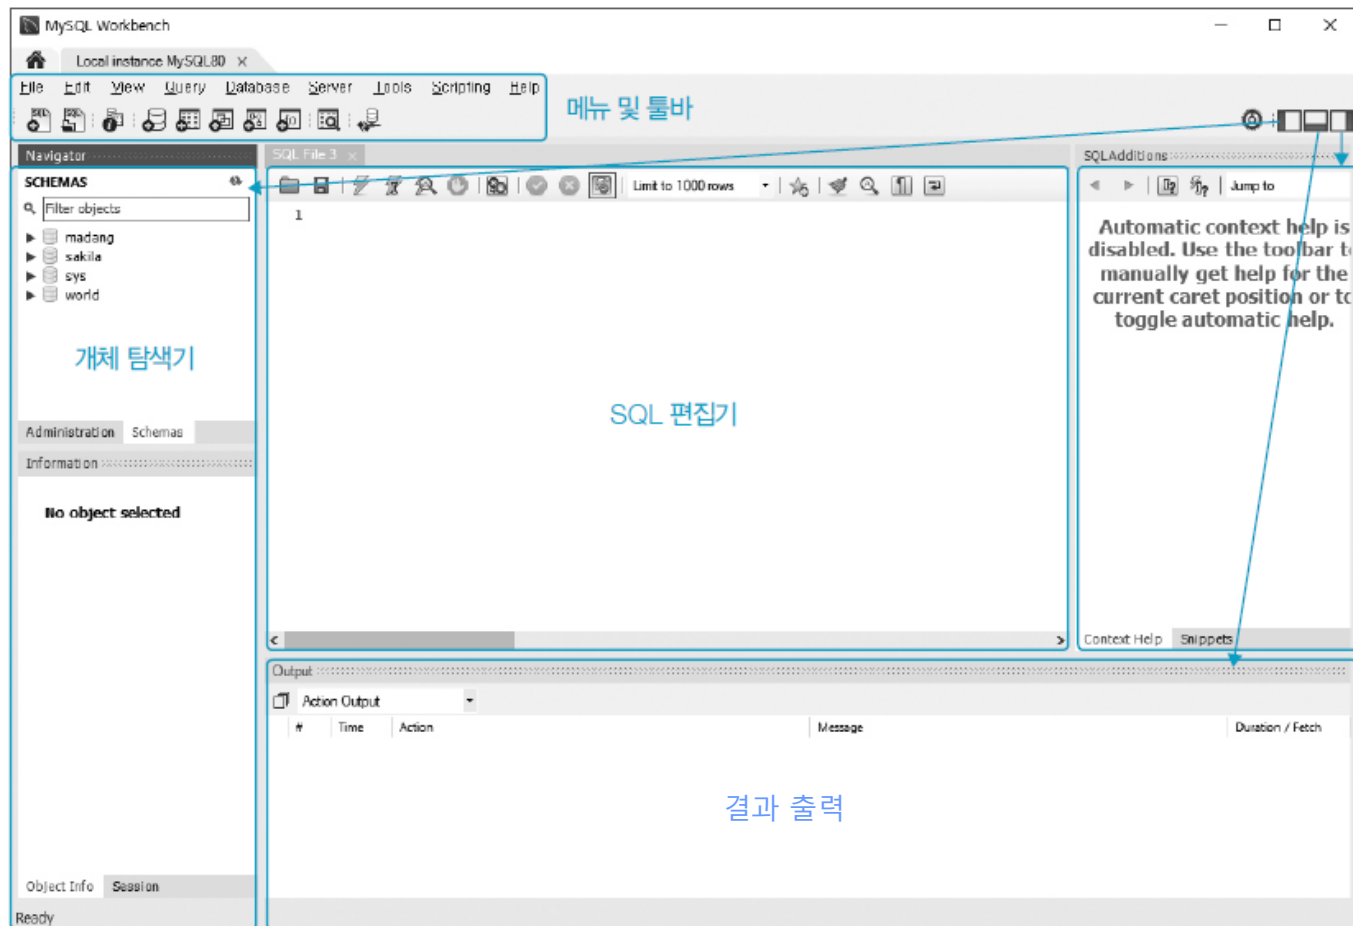 MySQL Workbench
Local instance MySQL80 ×
File Edit View Query Database Server Tools Scripting Help
메뉴 및 툴바
Navigator
SCHEMAS
Filter objects
madang
sakila
sys
world
개체 탐색기
Administration Schemas
Information
No object selected
Object Info Session
Ready
SQL File 3 ×
Limit to 1000 rows
1
SQL 편집기
SQLAdditions
Jump to
Automatic context help is
disabled. Use the toolbar t
manually get help for the
current caret position or to
toggle automatic help.
Context Help Snippets
Output
Action Output
# Time Action Message Duration / Fetch
결과 출력